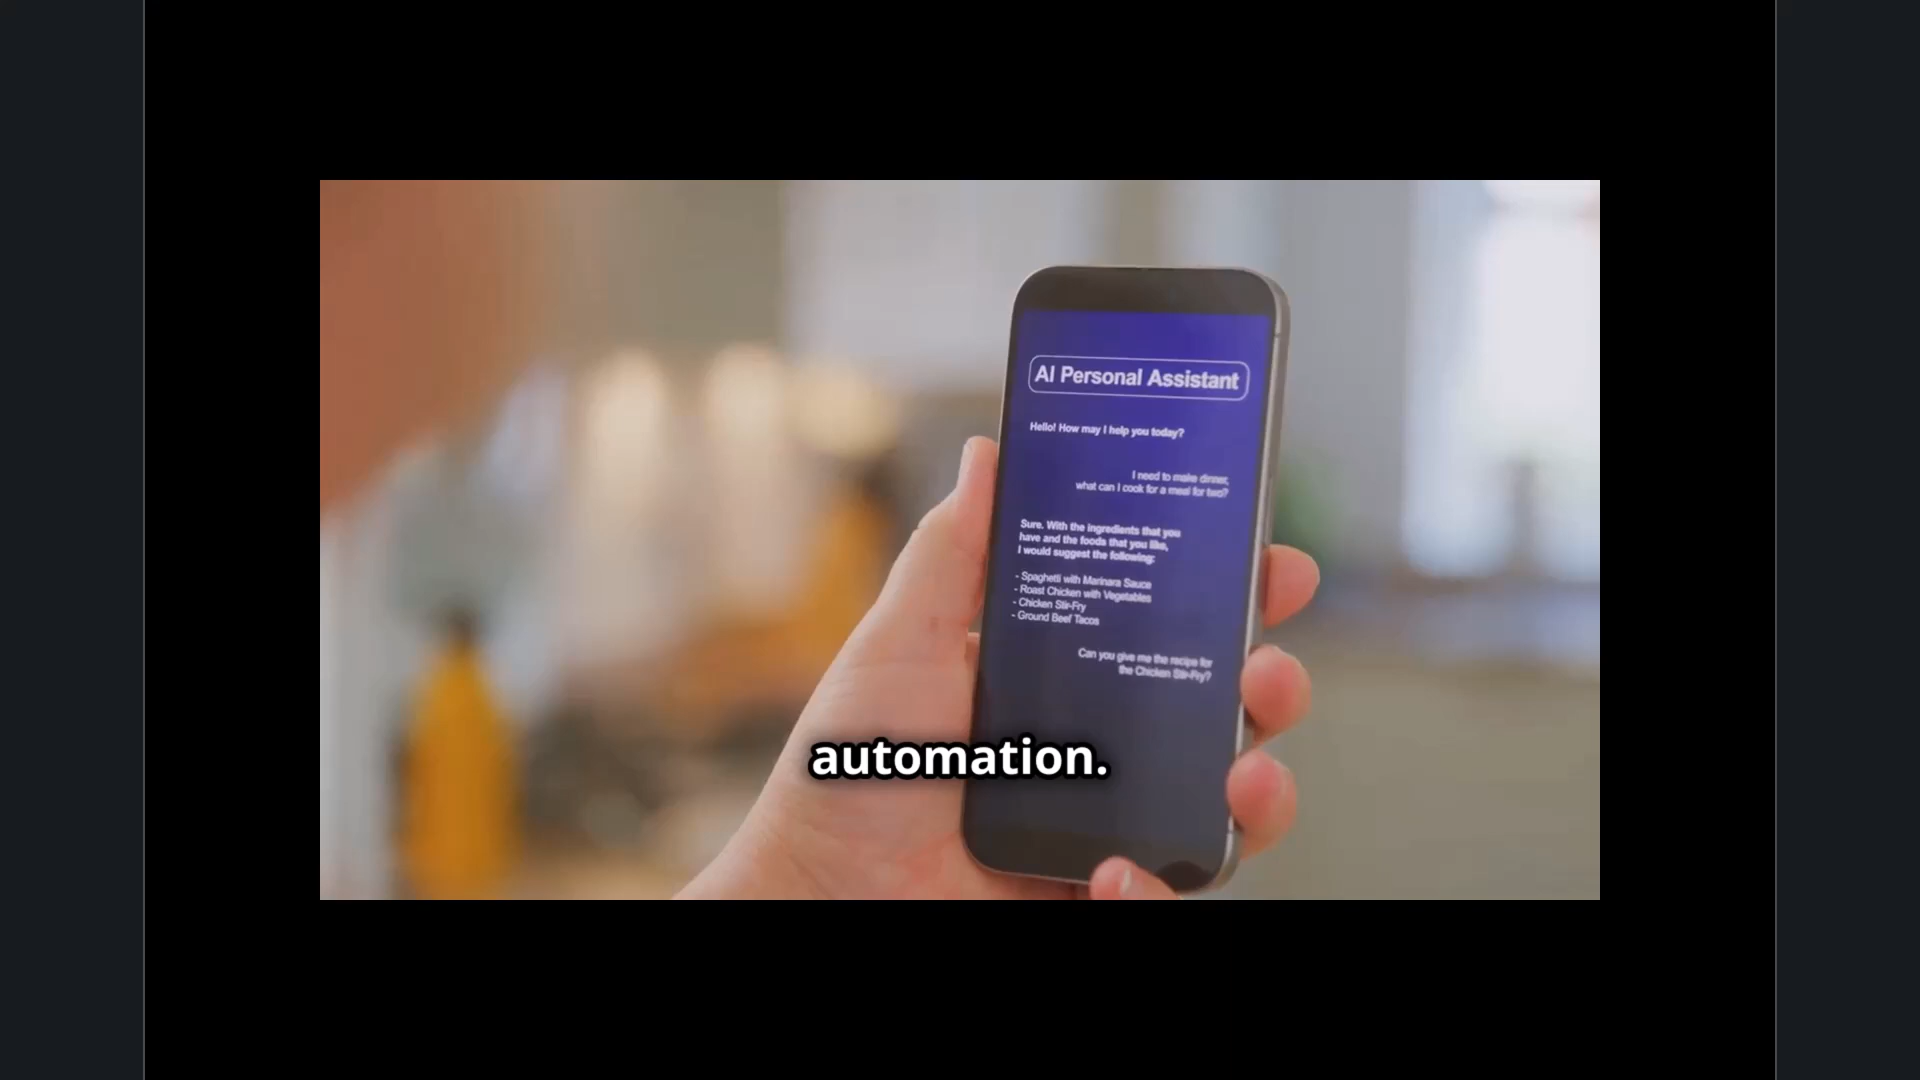 AI Personal Assistant
Hello! How may I help you today?
I need to make dinner,
what can I cook for a meal for two?
Sure. With the ingredients that you
have and the foods that you like,
I would suggest the following:
- Spaghetti with Marinara Sauce
- Roast Chicken with Vegetables
- Chicken Stir-Fry
- Ground Beef Tacos
Can you give me the recipe for
the Chicken Stir-Fry?
automation.